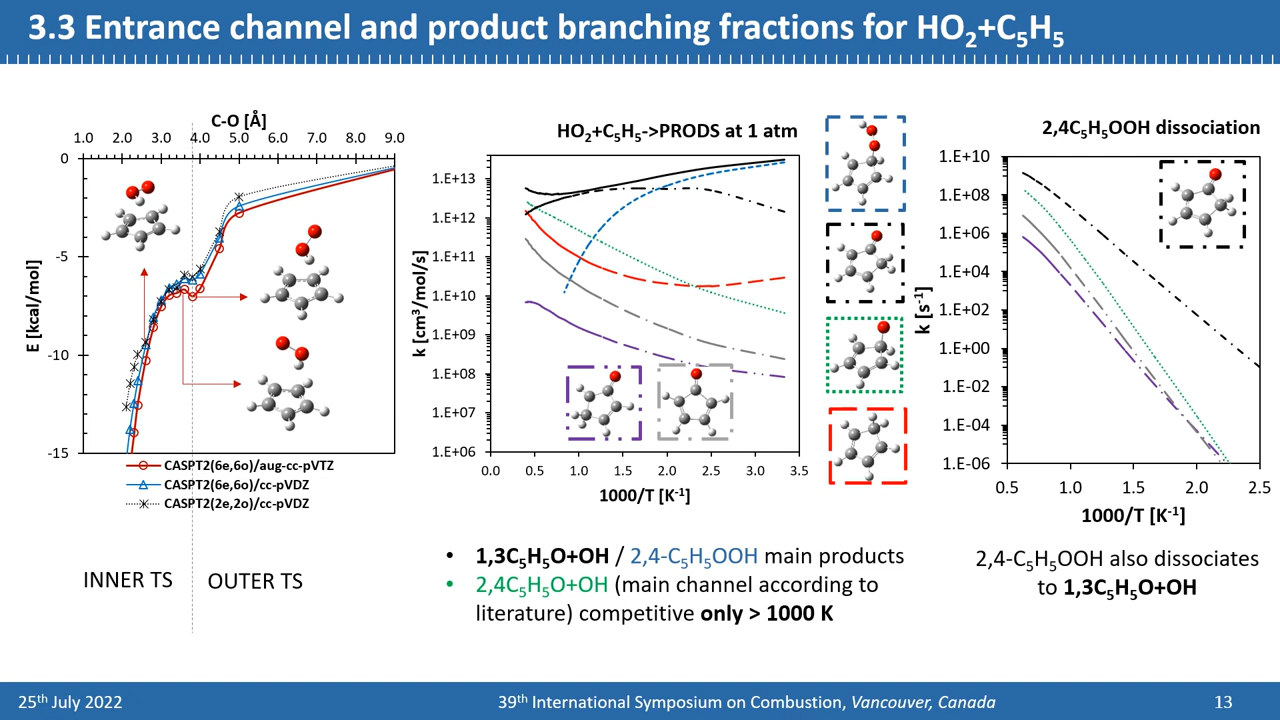 3.3 Entrance channel and product branching fractions for HO₂+C₅H₅
C-O [Å]
1.0 2.0 3.0 4.0 5.0 6.0 7.0 8.0 9.0
0
-5
-10
-15
E [kcal/mol]
CASPT2(6e,6o)/aug-cc-pVTZ
CASPT2(6e,6o)/cc-pVDZ
CASPT2(2e,2o)/cc-pVDZ
INNER TS
OUTER TS
HO₂+C₅H₅->PRODS at 1 atm
k [cm³/mol/s]
1.E+13
1.E+12
1.E+11
1.E+10
1.E+09
1.E+08
1.E+07
1.E+06
0.0 0.5 1.0 1.5 2.0 2.5 3.0 3.5
1000/T [K⁻¹]
2,4C₅H₅OOH dissociation
k [s⁻¹]
1.E+10
1.E+08
1.E+06
1.E+04
1.E+02
1.E+00
1.E-02
1.E-04
1.E-06
0.5 1.0 1.5 2.0 2.5
1000/T [K⁻¹]
• 1,3C₅H₅O+OH / 2,4-C₅H₅OOH main products
• 2,4C₅H₅O+OH (main channel according to
literature) competitive only > 1000 K
2,4-C₅H₅OOH also dissociates
to 1,3C₅H₅O+OH
25th July 2022
39th International Symposium on Combustion, Vancouver, Canada
13